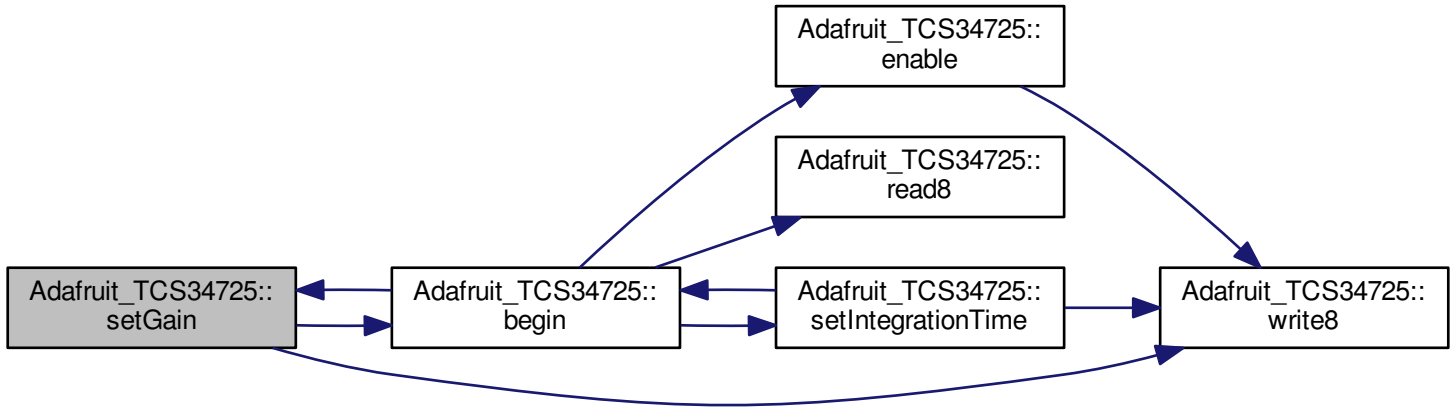 Adafruit_TCS34725::
enable
Adafruit_TCS34725::
read8
Adafruit_TCS34725::
setGain
Adafruit_TCS34725::
begin
Adafruit_TCS34725::
setIntegrationTime
Adafruit_TCS34725::
write8